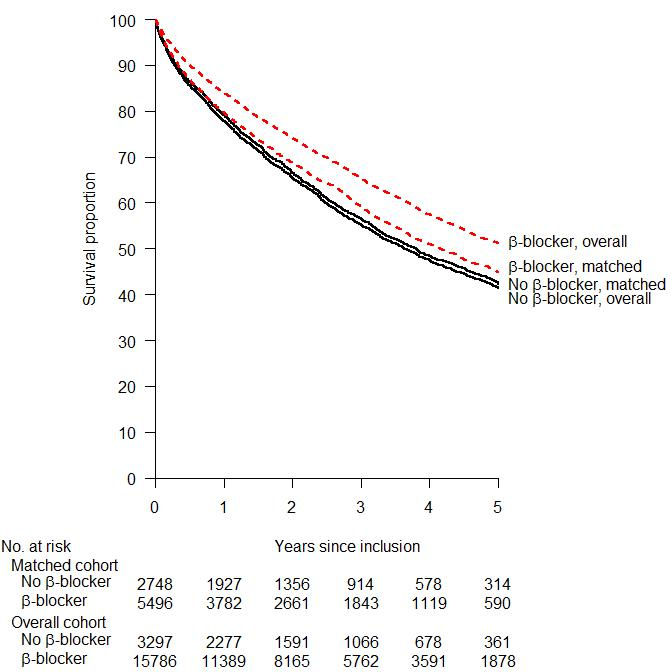 100
90
80
70
60
50
40
30
20
10
0
Survival proportion
β-blocker, overall
β-blocker, matched
No β-blocker, matched
No β-blocker, overall
0 1 2 3 4 5
No. at risk Years since inclusion
Matched cohort
No β-blocker 2748 1927 1356 914 578 314
β-blocker 5496 3782 2661 1843 1119 590
Overall cohort
No β-blocker 3297 2277 1591 1066 678 361
β-blocker 15786 11389 8165 5762 3591 1878